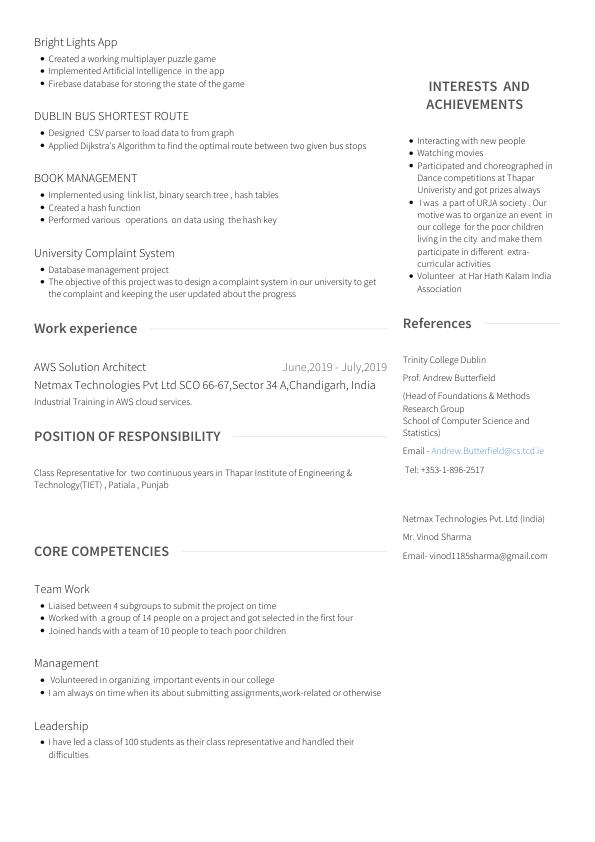 Bright Lights App
• Created a working multiplayer puzzle game
• Implemented Artificial Intelligence in the app
• Firebase database for storing the state of the game
DUBLIN BUS SHORTEST ROUTE
• Designed CSV parser to load data to from graph
• Applied Dijkstra's Algorithm to find the optimal route between two given bus stops
BOOK MANAGEMENT
• Implemented using link list, binary search tree , hash tables
• Created a hash function
• Performed various operations on data using the hash key
University Complaint System
• Database management project
• The objective of this project was to design a complaint system in our university to get
the complaint and keeping the user updated about the progress
Work experience
AWS Solution Architect June,2019 - July,2019
Netmax Technologies Pvt Ltd SCO 66-67,Sector 34 A,Chandigarh, India
Industrial Training in AWS cloud services.
POSITION OF RESPONSIBILITY
Class Representative for two continuous years in Thapar Institute of Engineering &
Technology(TIET) , Patiala , Punjab
CORE COMPETENCIES
Team Work
• Liaised between 4 subgroups to submit the project on time
• Worked with a group of 14 people on a project and got selected in the first four
• Joined hands with a team of 10 people to teach poor children
Management
• Volunteered in organizing important events in our college
• I am always on time when its about submitting assignments,work-related or otherwise
Leadership
• I have led a class of 100 students as their class representative and handled their
difficulties
INTERESTS AND
ACHIEVEMENTS
• Interacting with new people
• Watching movies
• Participated and choreographed in
Dance competitions at Thapar
Univeristy and got prizes always
• I was a part of URJA society . Our
motive was to organize an event in
our college for the poor children
living in the city and make them
participate in different extra-
curricular activities
• Volunteer at Har Hath Kalam India
Association
References
Trinity College Dublin
Prof. Andrew Butterfield
(Head of Foundations & Methods
Research Group
School of Computer Science and
Statistics)
Email - Andrew.Butterfield@cs.tcd.ie
Tel: +353-1-896-2517
Netmax Technologies Pvt. Ltd (India)
Mr. Vinod Sharma
Email- vinod1185sharma@gmail.com